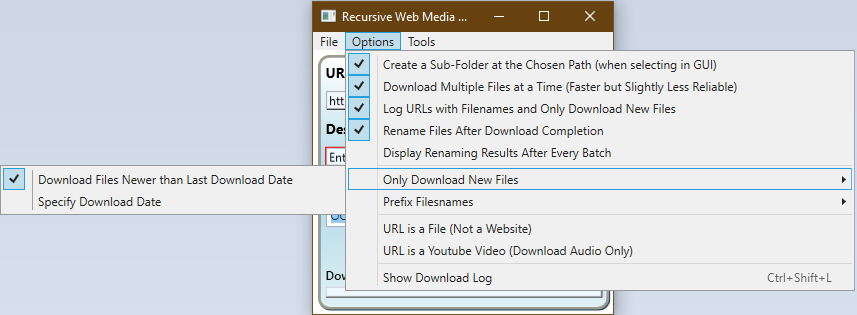 Recursive Web Media ...
File Options Tools
UR
Create a Sub-Folder at the Chosen Path (when selecting in GUI)
Download Multiple Files at a Time (Faster but Slightly Less Reliable)
htt
Log URLs with Filenames and Only Download New Files
Des
Rename Files After Download Completion
Ent
Display Renaming Results After Every Batch
Download Files Newer than Last Download Date
Only Download New Files
Specify Download Date
Prefix Filesnames
URL is a File (Not a Website)
URL is a Youtube Video (Download Audio Only)
Dow
Show Download Log Ctrl+Shift+L